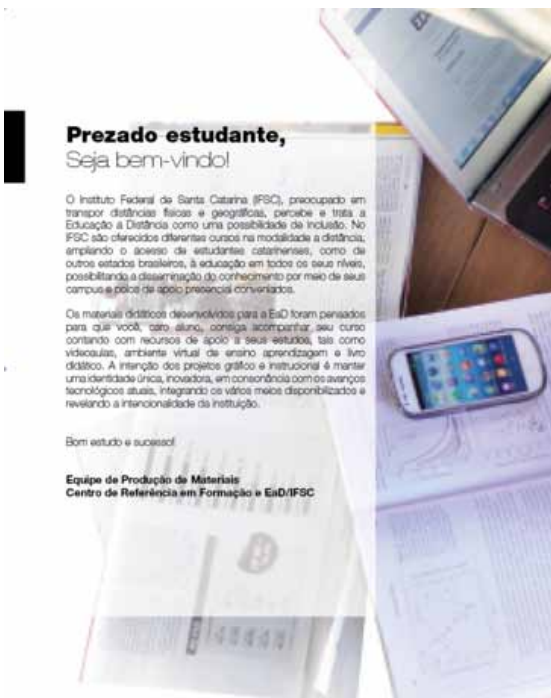 Prezado estudante,
Seja bem-vindo!
O Instituto Federal de Santa Catarina (IFSC), preocupado em
transpor distâncias físicas e geográficas, percebe e trata a
Educação a Distância como uma possibilidade de inclusão. No
IFSC são oferecidos diferentes cursos na modalidade a distância,
ampliando o acesso de estudantes catarinenses, como de
outros estados brasileiros, à educação em todos os seus níveis,
possibilitando a disseminação do conhecimento por meio de seus
campus e polos de apoio presencial conveniados.
Os materiais didáticos desenvolvidos para a EaD foram pensados
para que você, caro aluno, consiga acompanhar seu curso
contando com recursos de apoio a seus estudos, tais como
videoaulas, ambiente virtual de ensino aprendizagem e livro
didático. A intenção dos projetos gráfico e instrucional é manter
uma identidade única, inovadora, em consonância com os avanços
tecnológicos atuais, integrando os vários meios disponibilizados e
revelando a intencionalidade da instituição.
Bom estudo e sucesso!
Equipe de Produção de Materiais
Centro de Referência em Formação e EaD/IFSC